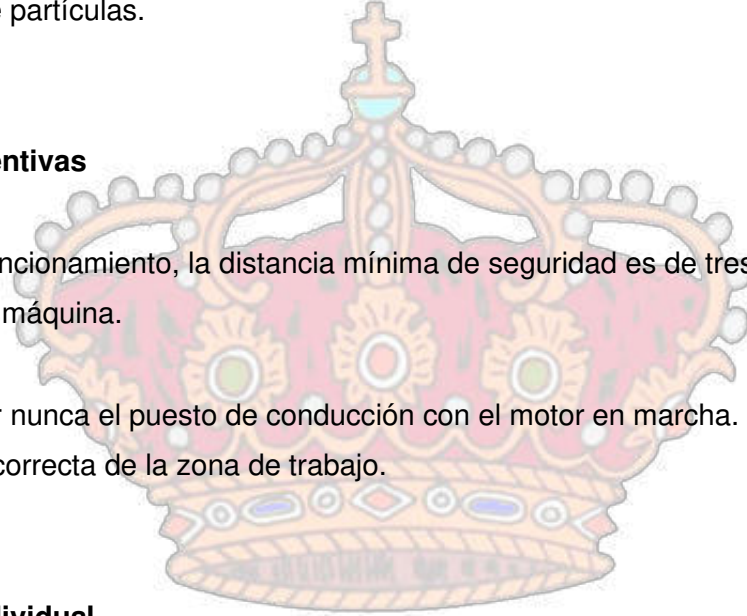 partículas.
entivas
ncionamiento, la distancia mínima de seguridad es de tres
máquina.
r nunca el puesto de conducción con el motor en marcha.
correcta de la zona de trabajo.
dividual